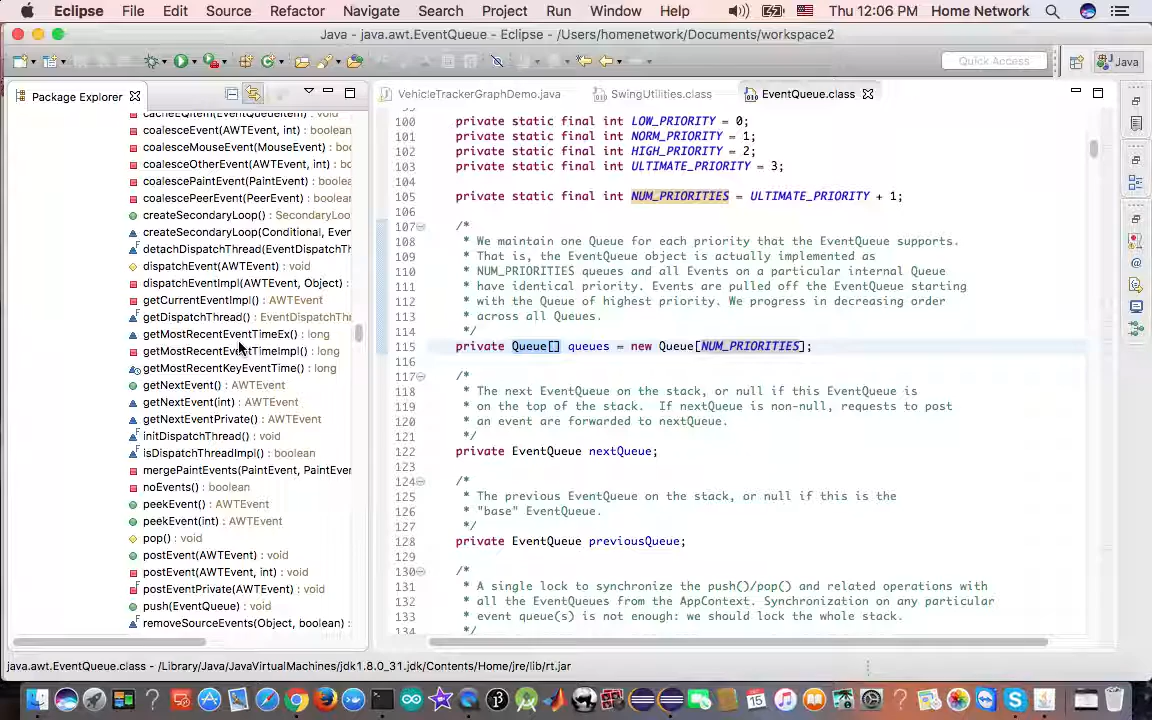 Eclipse File Edit Source Refactor Navigate Search Project Run Window Help Thu 12:06 PM Home Network
Java - java.awt.EventQueue - Eclipse - /Users/homenetwork/Documents/workspace2
Quick Access
Java
Package Explorer
VehicleTrackerGraphDemo.java
SwingUtilities.class
EventQueue.class
cacheEQItem(EventQueueItem) : void
coalesceEvent(AWTEvent, int) : boolean
coalesceMouseEvent(MouseEvent) : boo
coalesceOtherEvent(AWTEvent, int) : boo
coalescePaintEvent(PaintEvent) : boolea
coalescePeerEvent(PeerEvent) : boolean
createSecondaryLoop() : SecondaryLoo
createSecondaryLoop(Conditional, Even
detachDispatchThread(EventDispatchTh
dispatchEvent(AWTEvent) : void
dispatchEventImpl(AWTEvent, Object) :
getCurrentEventImpl() : AWTEvent
getDispatchThread() : EventDispatchThr
getMostRecentEventTimeEx() : long
getMostRecentEventTimeImpl() : long
getMostRecentKeyEventTime() : long
getNextEvent() : AWTEvent
getNextEvent(int) : AWTEvent
getNextEventPrivate() : AWTEvent
initDispatchThread() : void
isDispatchThreadImpl() : boolean
mergePaintEvents(PaintEvent, PaintEver
noEvents() : boolean
peekEvent() : AWTEvent
peekEvent(int) : AWTEvent
pop() : void
postEvent(AWTEvent) : void
postEvent(AWTEvent, int) : void
postEventPrivate(AWTEvent) : void
push(EventQueue) : void
removeSourceEvents(Object, boolean) :
100 private static final int LOW_PRIORITY = 0;
101 private static final int NORM_PRIORITY = 1;
102 private static final int HIGH_PRIORITY = 2;
103 private static final int ULTIMATE_PRIORITY = 3;
104
105 private static final int NUM_PRIORITIES = ULTIMATE_PRIORITY + 1;
106
107 /*
108 * We maintain one Queue for each priority that the EventQueue supports.
109 * That is, the EventQueue object is actually implemented as
110 * NUM_PRIORITIES queues and all Events on a particular internal Queue
111 * have identical priority. Events are pulled off the EventQueue starting
112 * with the Queue of highest priority. We progress in decreasing order
113 * across all Queues.
114 */
115 private Queue[] queues = new Queue[NUM_PRIORITIES];
116
117 /*
118 * The next EventQueue on the stack, or null if this EventQueue is
119 * on the top of the stack. If nextQueue is non-null, requests to post
120 * an event are forwarded to nextQueue.
121 */
122 private EventQueue nextQueue;
123
124 /*
125 * The previous EventQueue on the stack, or null if this is the
126 * "base" EventQueue.
127 */
128 private EventQueue previousQueue;
129
130 /*
131 * A single lock to synchronize the push()/pop() and related operations with
132 * all the EventQueues from the AppContext. Synchronization on any particular
133 * event queue(s) is not enough: we should lock the whole stack.
134 */
java.awt.EventQueue.class - /Library/Java/JavaVirtualMachines/jdk1.8.0_31.jdk/Contents/Home/jre/lib/rt.jar